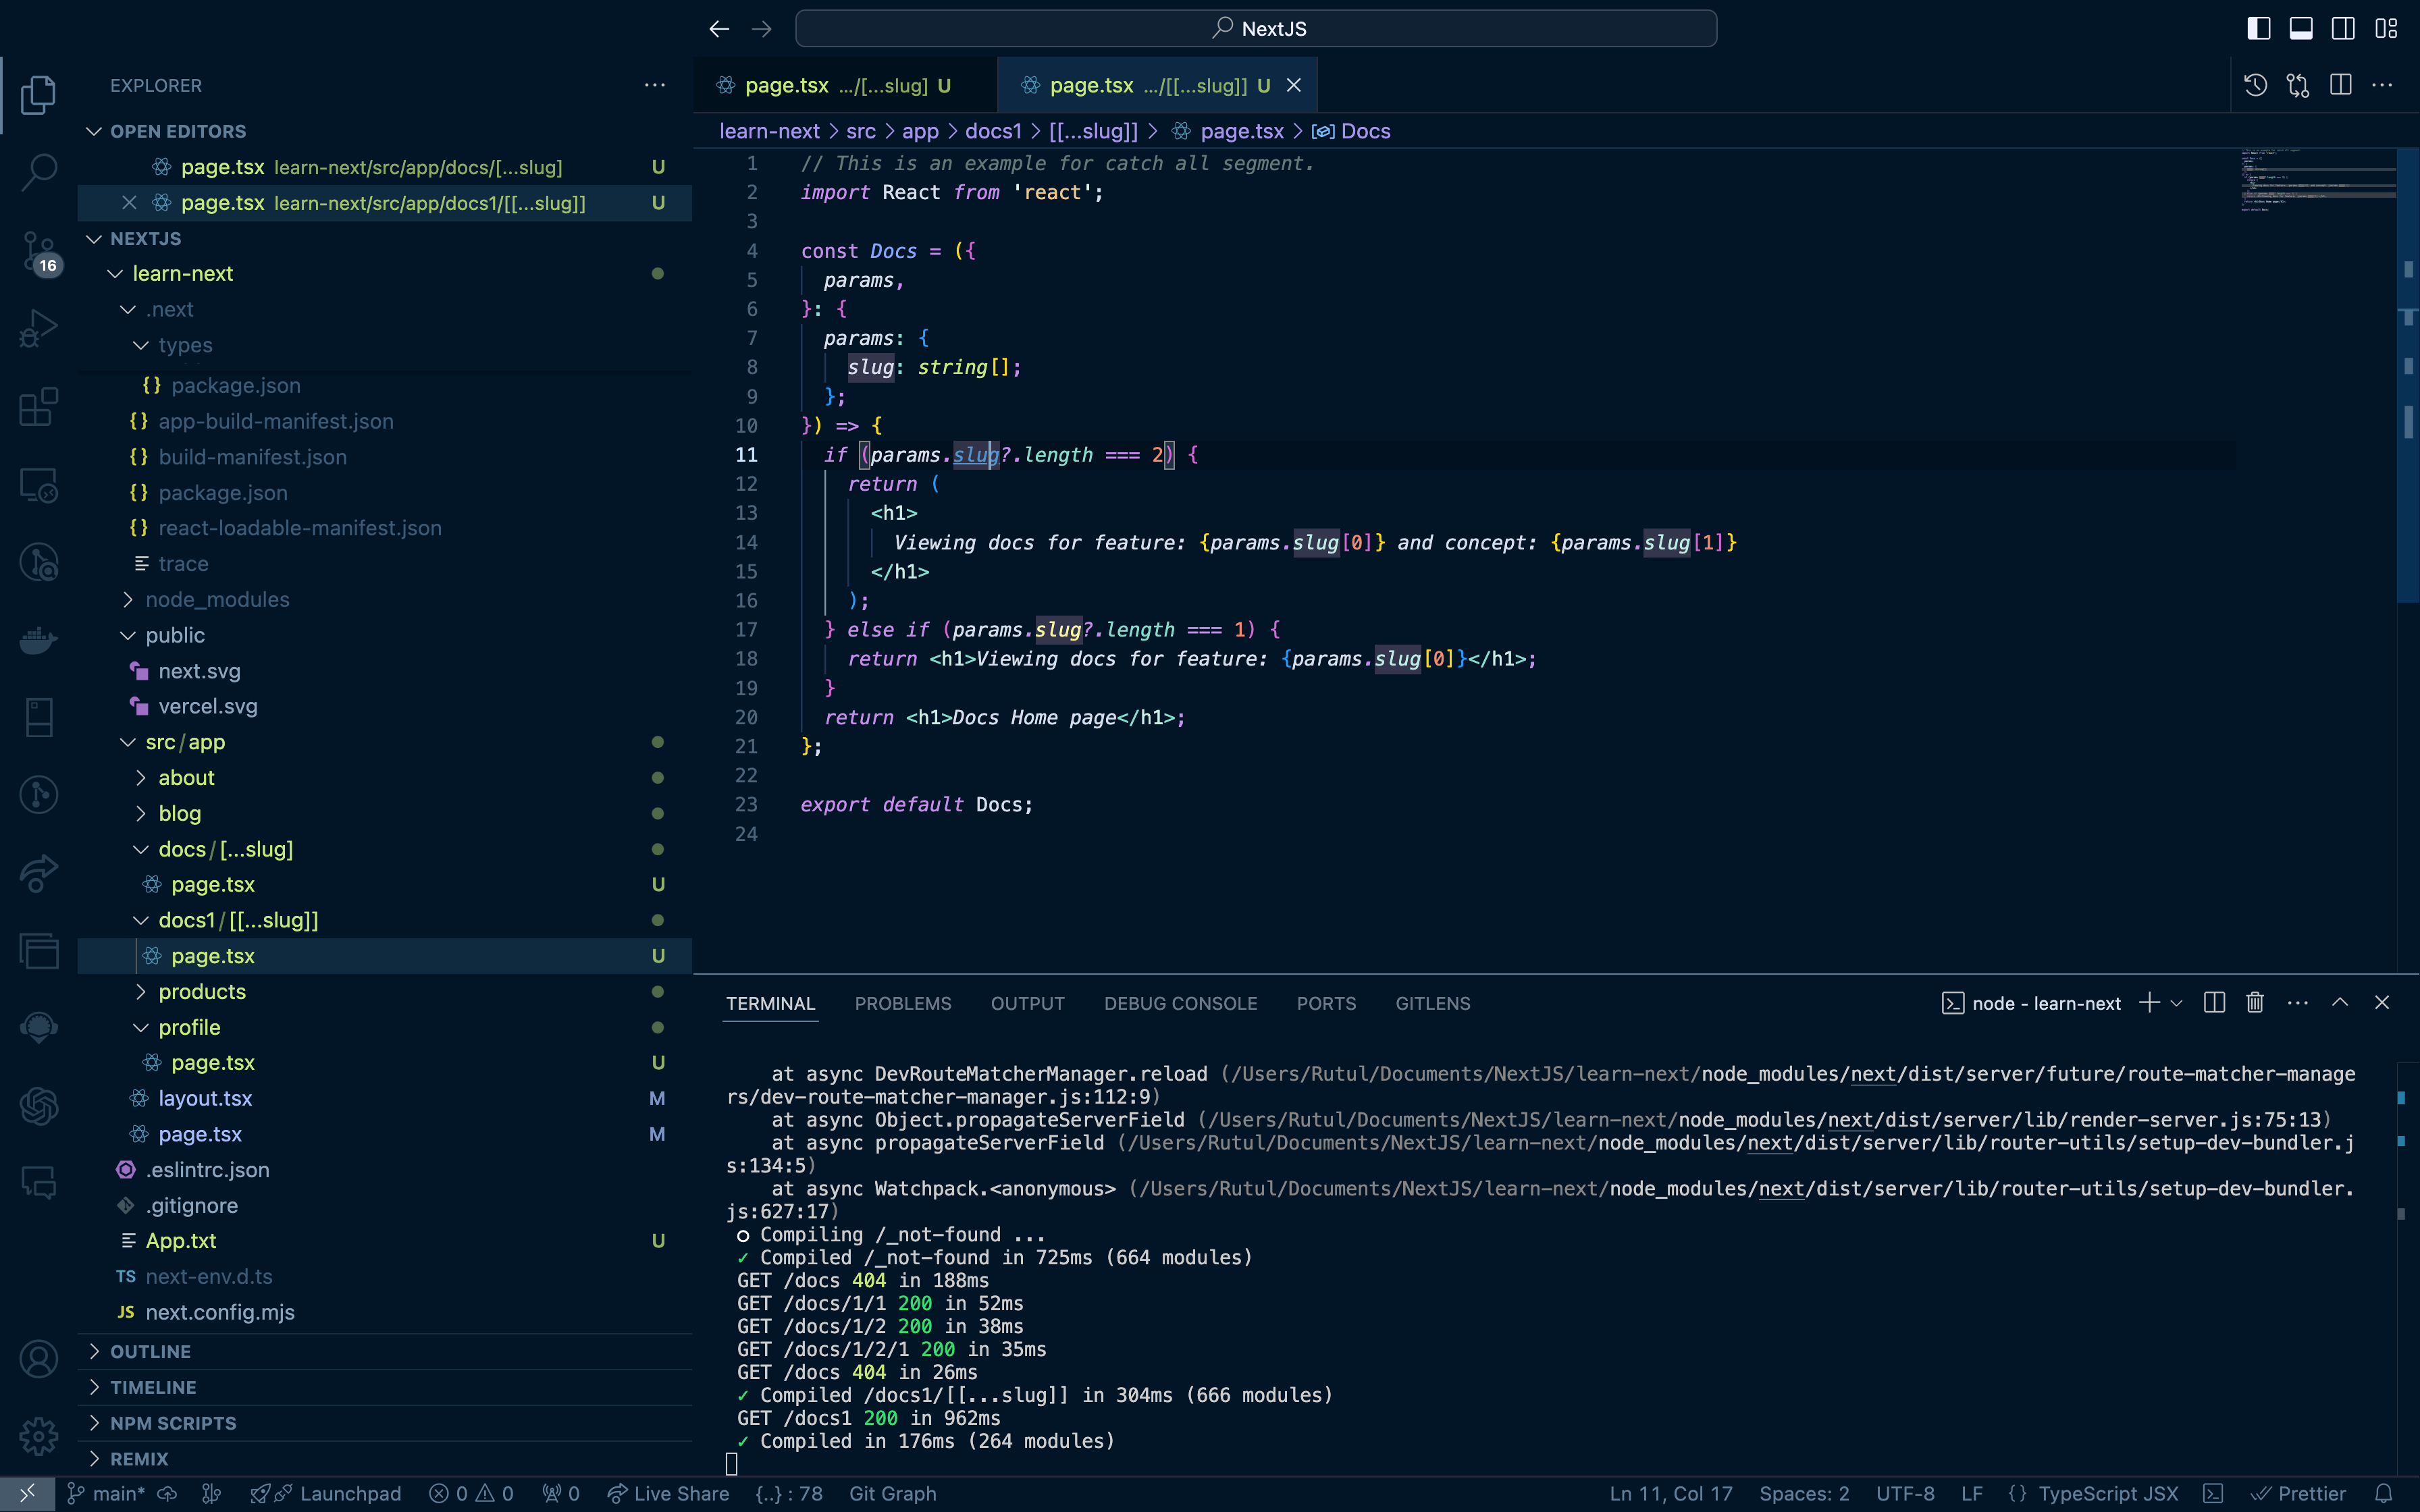 NextJS
EXPLORER
OPEN EDITORS
page.tsx learn-next/src/app/docs/[...slug] U
page.tsx learn-next/src/app/docs1/[[...slug]] U
NEXTJS
learn-next
.next
types
package.json
app-build-manifest.json
build-manifest.json
package.json
react-loadable-manifest.json
trace
node_modules
public
next.svg
vercel.svg
src/app
about
blog
docs/[...slug]
page.tsx U
docs1/[[...slug]]
page.tsx U
products
profile
page.tsx U
layout.tsx M
page.tsx M
.eslintrc.json
.gitignore
App.txt U
TS next-env.d.ts
JS next.config.mjs
OUTLINE
TIMELINE
NPM SCRIPTS
REMIX
16
page.tsx .../[...slug] U
page.tsx .../[[...slug]] U
learn-next > src > app > docs1 > [[...slug]] > page.tsx > Docs
1 // This is an example for catch all segment.
2 import React from 'react';
3
4 const Docs = ({
5 params,
6 }: {
7 params: {
8 slug: string[];
9 };
10 }) => {
11 if (params.slug?.length === 2) {
12 return (
13 <h1>
14 Viewing docs for feature: {params.slug[0]} and concept: {params.slug[1]}
15 </h1>
16 );
17 } else if (params.slug?.length === 1) {
18 return <h1>Viewing docs for feature: {params.slug[0]}</h1>;
19 }
20 return <h1>Docs Home page</h1>;
21 };
22
23 export default Docs;
24
TERMINAL PROBLEMS OUTPUT DEBUG CONSOLE PORTS GITLENS
node - learn-next
at async DevRouteMatcherManager.reload (/Users/Rutul/Documents/NextJS/learn-next/node_modules/next/dist/server/future/route-matcher-manage
rs/dev-route-matcher-manager.js:112:9)
at async Object.propagateServerField (/Users/Rutul/Documents/NextJS/learn-next/node_modules/next/dist/server/lib/render-server.js:75:13)
at async propagateServerField (/Users/Rutul/Documents/NextJS/learn-next/node_modules/next/dist/server/lib/router-utils/setup-dev-bundler.j
s:134:5)
at async Watchpack.<anonymous> (/Users/Rutul/Documents/NextJS/learn-next/node_modules/next/dist/server/lib/router-utils/setup-dev-bundler.
js:627:17)
○ Compiling /_not-found ...
✓ Compiled /_not-found in 725ms (664 modules)
GET /docs 404 in 188ms
GET /docs/1/1 200 in 52ms
GET /docs/1/2 200 in 38ms
GET /docs/1/2/1 200 in 35ms
GET /docs 404 in 26ms
✓ Compiled /docs1/[[...slug]] in 304ms (666 modules)
GET /docs1 200 in 962ms
✓ Compiled in 176ms (264 modules)
main* Launchpad 0 0 0 Live Share {..} : 78 Git Graph Ln 11, Col 17 Spaces: 2 UTF-8 LF {} TypeScript JSX Prettier